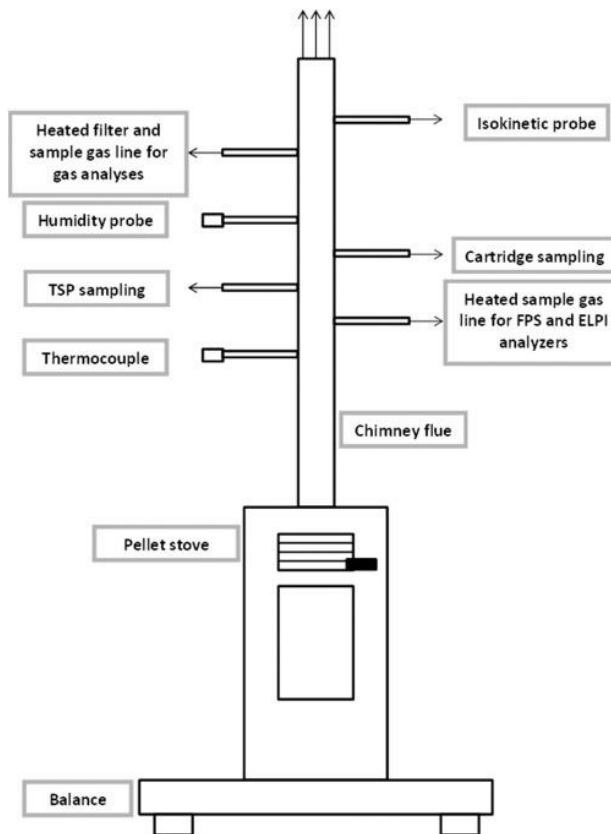 Heated filter and
sample gas line for
gas analyses
Isokinetic probe
Humidity probe
Cartridge sampling
TSP sampling
Heated sample gas
line for FPS and ELPI
analyzers
Thermocouple
Chimney flue
Pellet stove
Balance